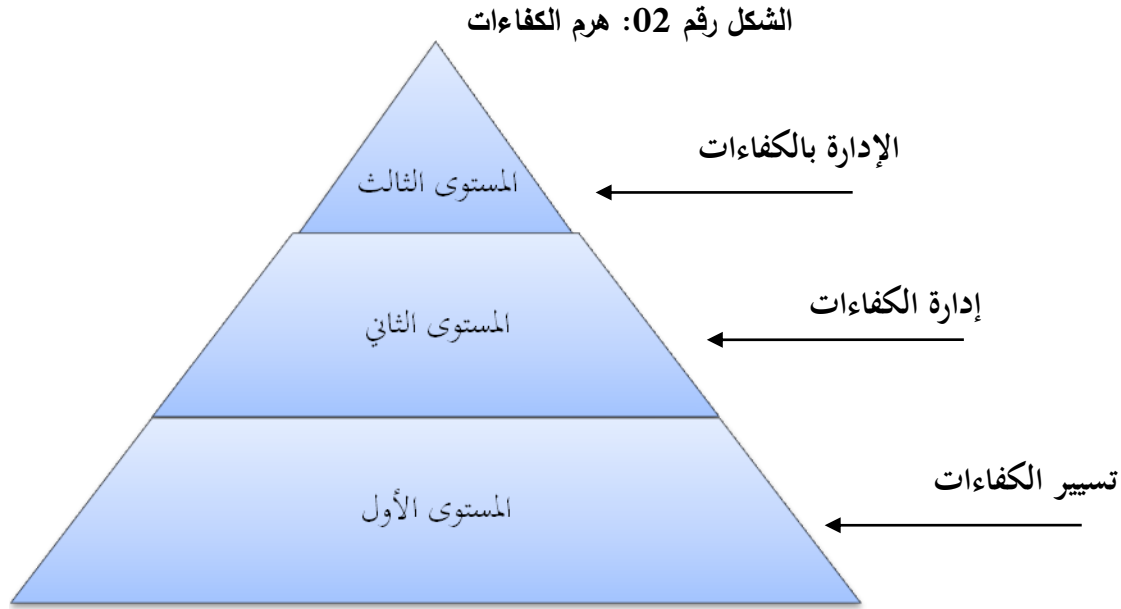 الشكل رقم 02: هرم الكفاءات
الإدارة بالكفاءات
المستوى الثالث
إدارة الكفاءات
المستوى الثاني
تسيير الكفاءات
المستوى الأول